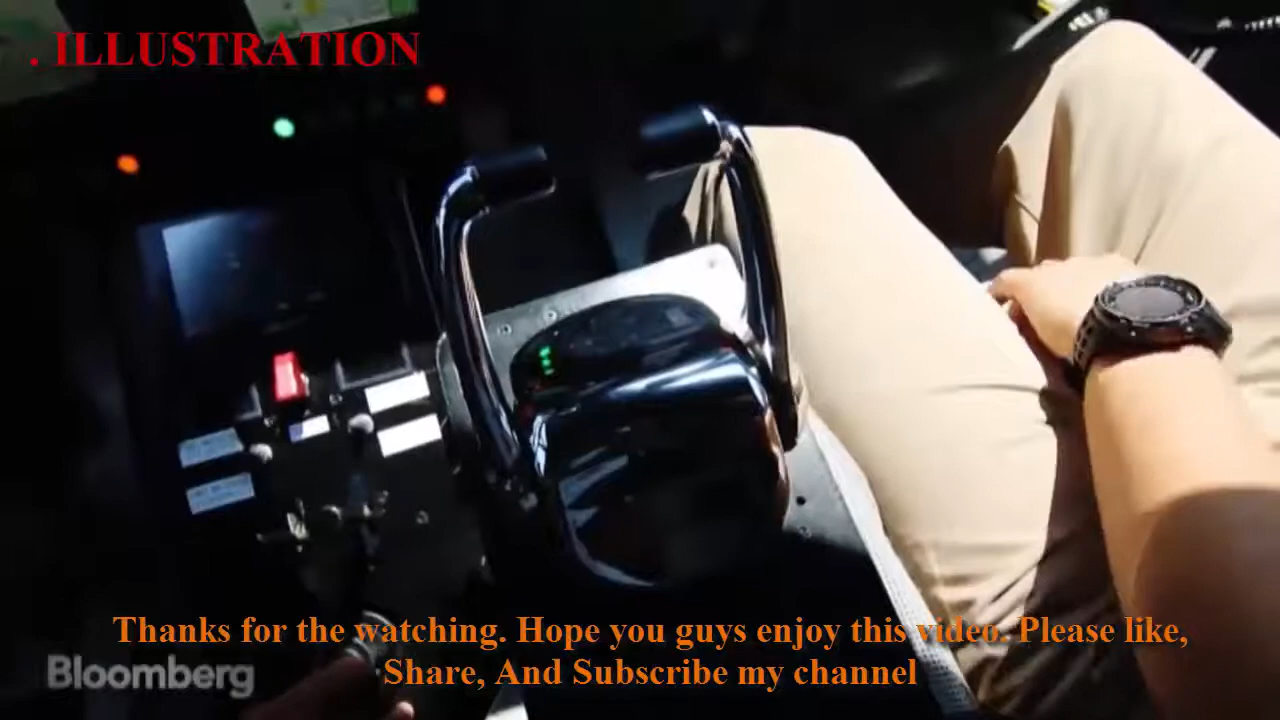 . ILLUSTRATION
Thanks for the watching. Hope you guys enjoy this video. Please like,
Share, And Subscribe my channel
Bloomberg